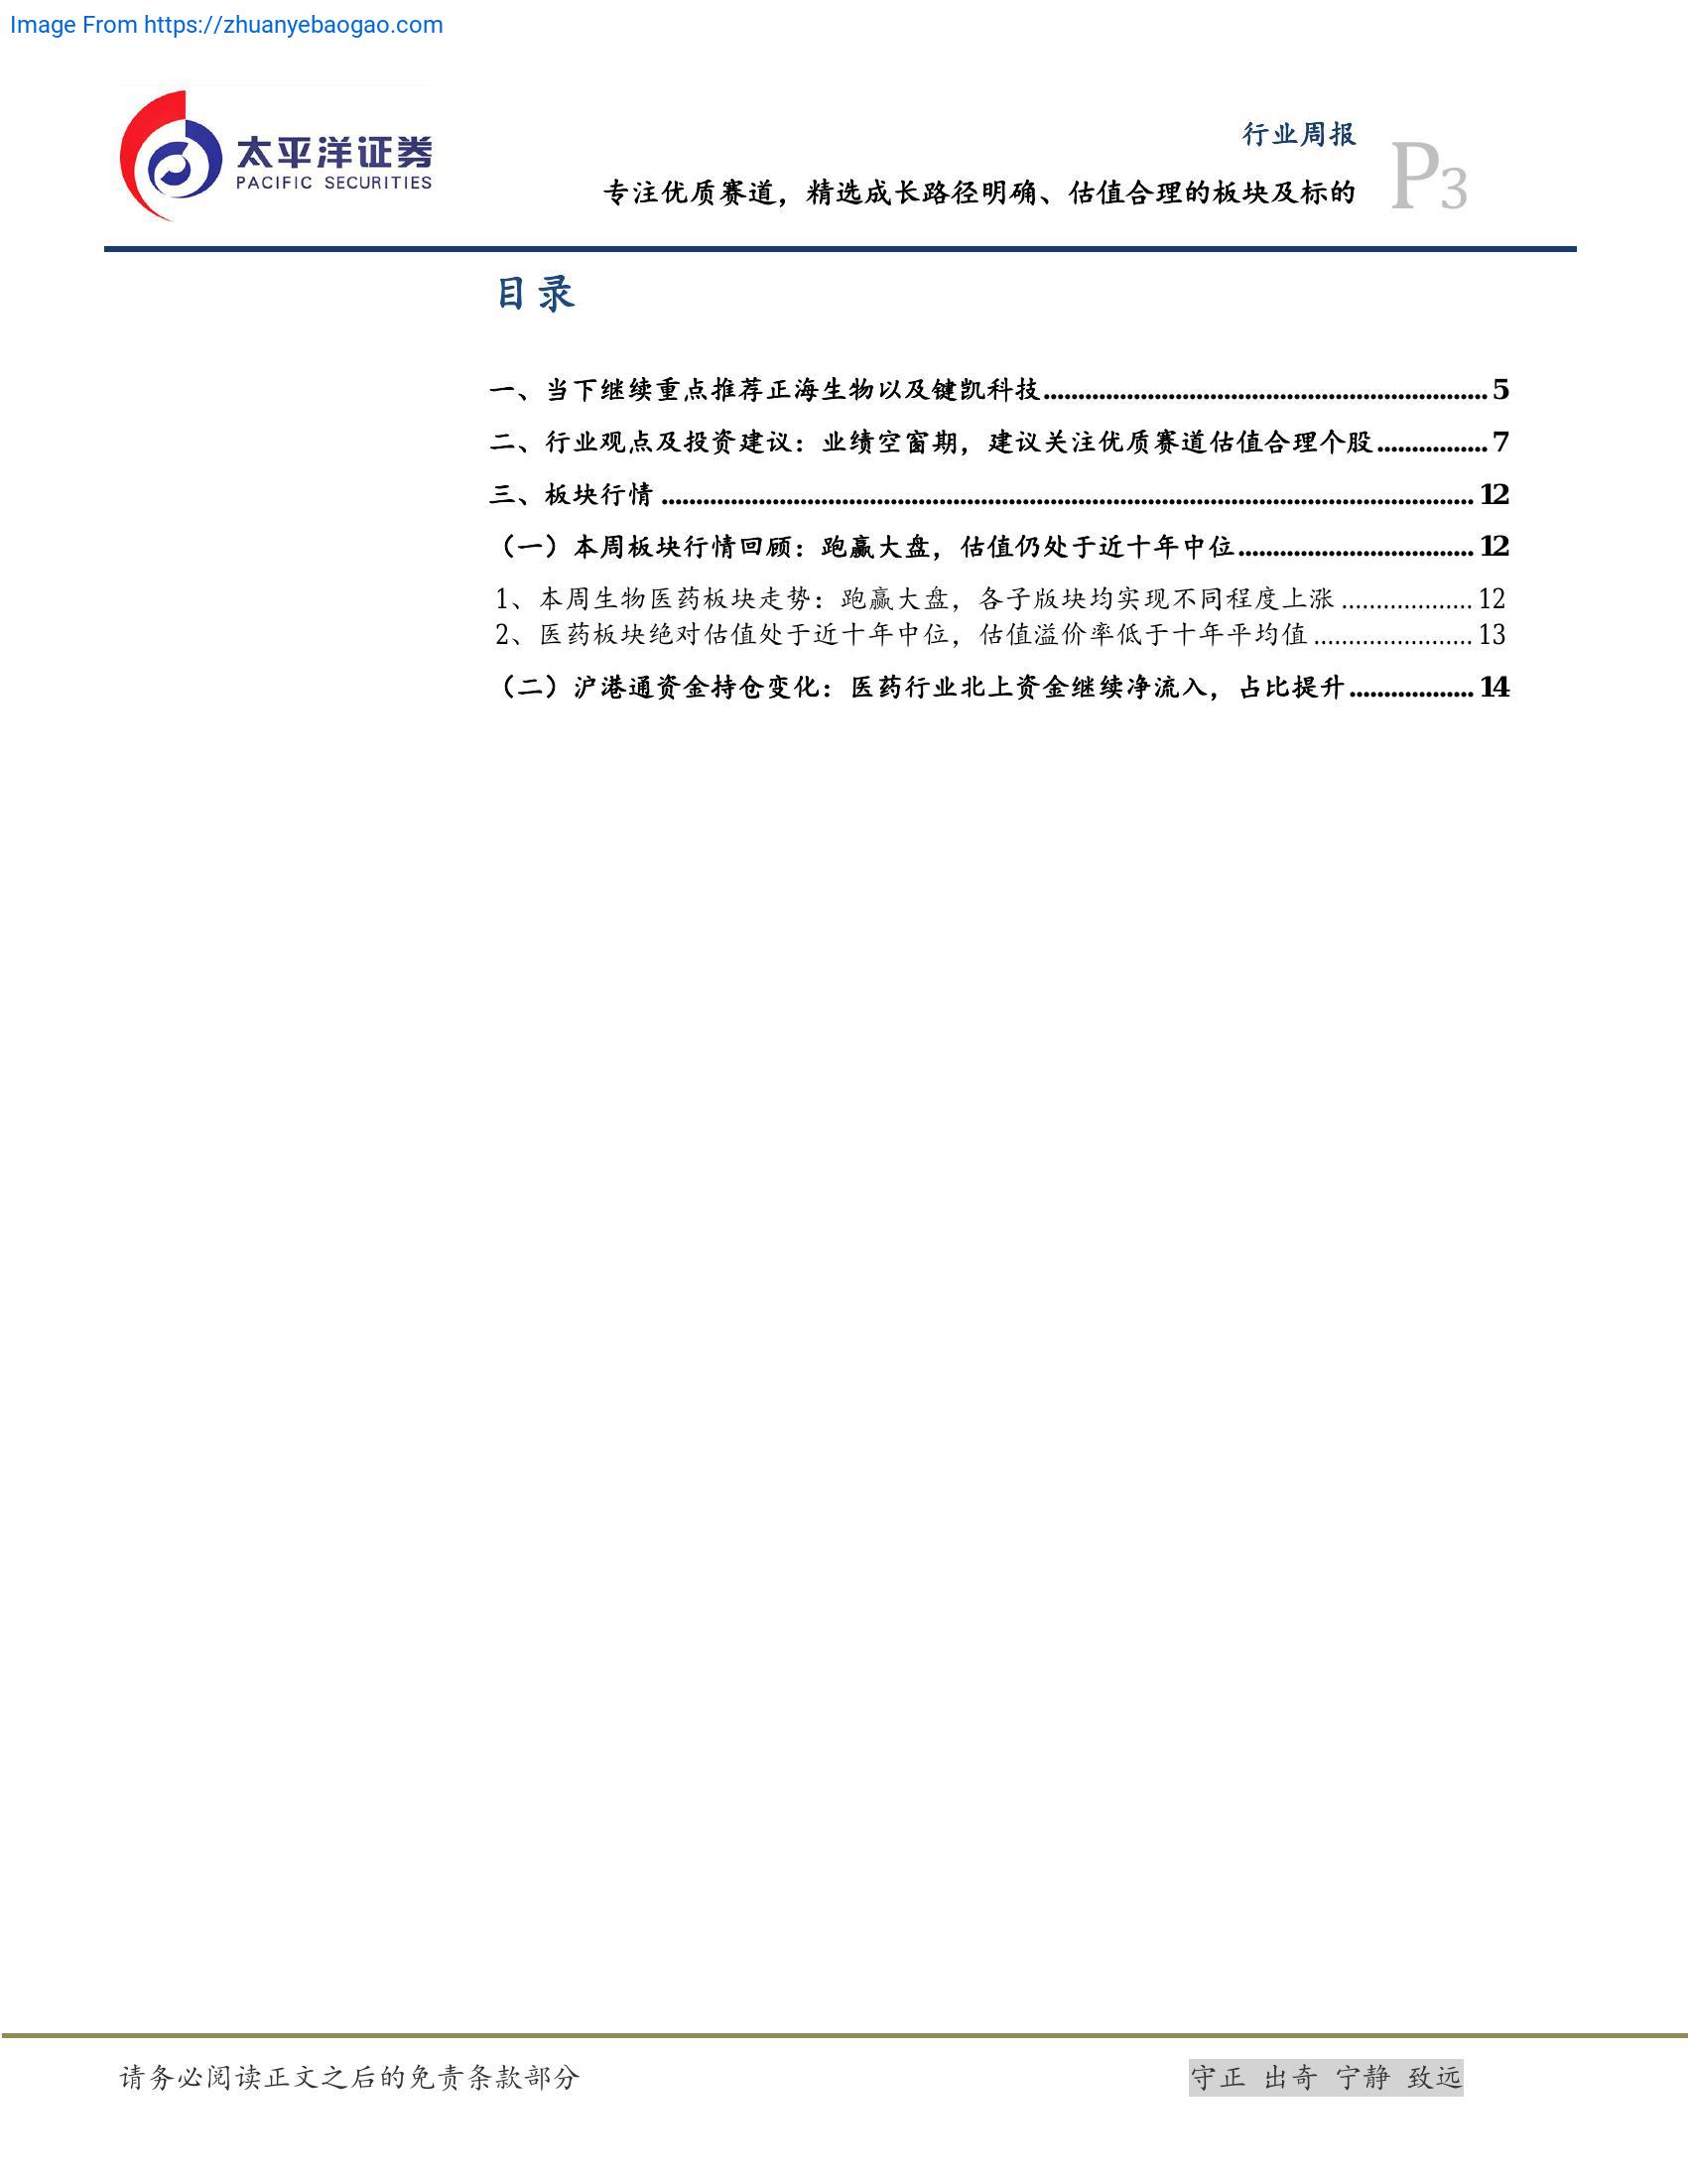 Image From https://zhuanyebaogao.com
太平洋证券
PACIFIC SECURITIES
行业周报
专注优质赛道，精选成长路径明确、估值合理的板块及标的
P3
目录
一、当下继续重点推荐正海生物以及键凯科技................................................................ 5
二、行业观点及投资建议：业绩空窗期，建议关注优质赛道估值合理个股................ 7
三、板块行情..................................................................................................................... 12
（一）本周板块行情回顾：跑赢大盘，估值仍处于近十年中位.................................. 12
1、本周生物医药板块走势：跑赢大盘，各子版块均实现不同程度上涨................... 12
2、医药板块绝对估值处于近十年中位，估值溢价率低于十年平均值....................... 13
（二）沪港通资金持仓变化：医药行业北上资金继续净流入，占比提升.................. 14
请务必阅读正文之后的免责条款部分
守正 出奇 宁静 致远